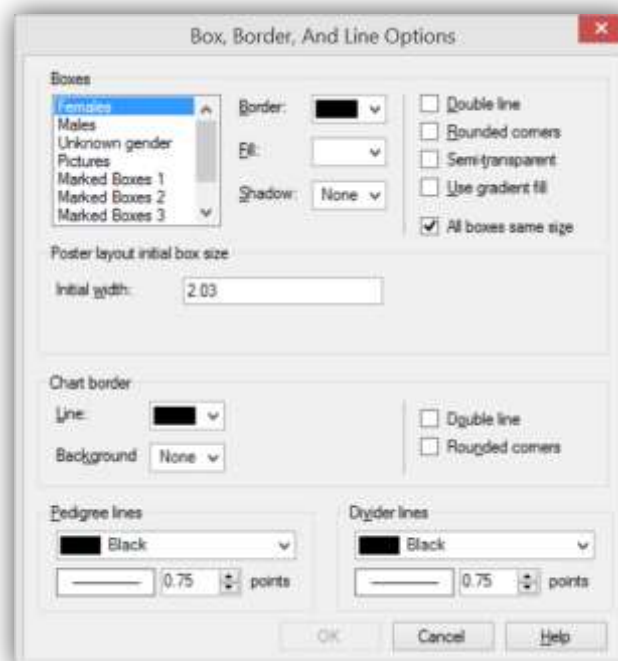 Box, Border, And Line Options
Boxes
Females
Males
Unknown gender
Pictures
Marked Boxes 1
Marked Boxes 2
Marked Boxes 3
Border:
Fill:
Shadow: None
Double line
Rounded corners
Semi-transparent
Use gradient fill
All boxes same size
Poster layout initial box size
Initial width: 2.03
Chart border
Line:
Background None
Double line
Rounded corners
Pedigree lines
Black
0.75 points
Divider lines
Black
0.75 points
OK Cancel Help